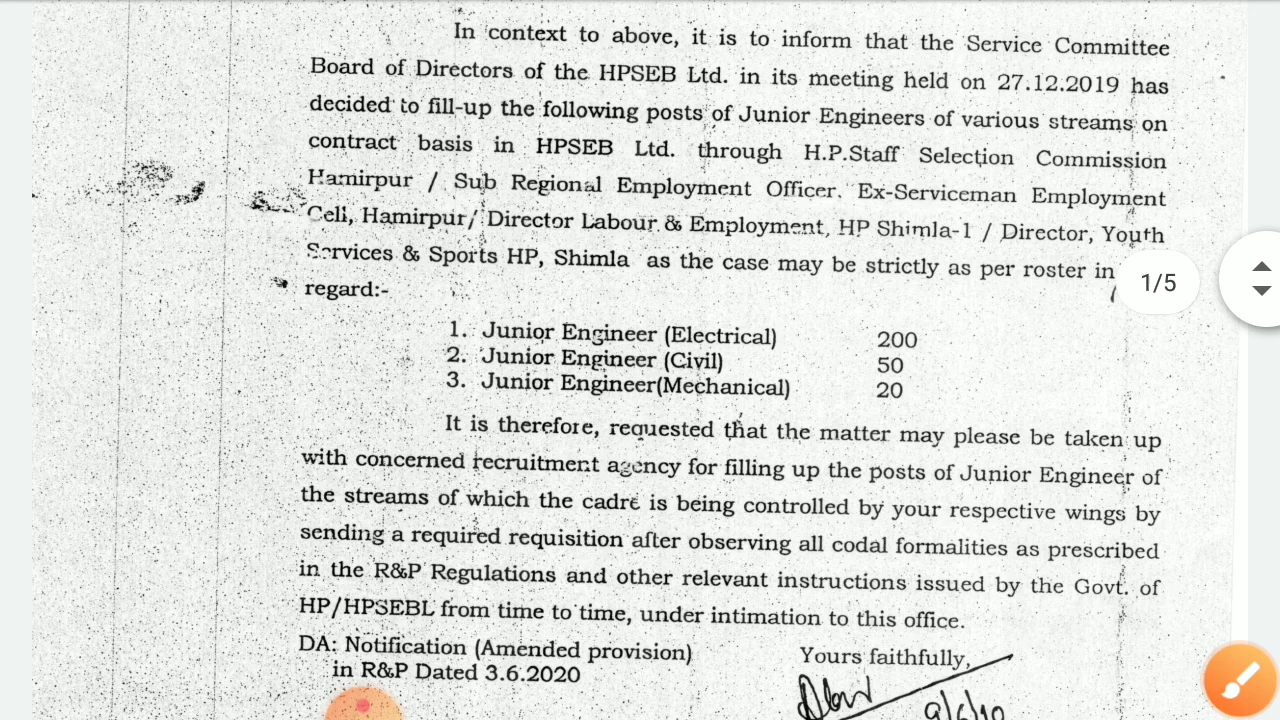 In context to above, it is to inform that the Service Committee
Board of Directors of the HPSEB Ltd. in its meeting held on 27.12.2019 has
decided to fill-up the following posts of Junior Engineers of various streams on
contract basis in HPSEB Ltd. through H.P.Staff Selection Commission
Hamirpur / Sub Regional Employment Officer. Ex-Serviceman Employment
Cell, Hamirpur/ Director Labour & Employment, HP Shimla-1 / Director, Youth
Services & Sports HP, Shimla as the case may be strictly as per roster in
regard:-
1/5
1. Junior Engineer (Electrical) 200
2. Junior Engineer (Civil) 50
3. Junior Engineer(Mechanical) 20
It is therefore, requested that the matter may please be taken up
with concerned recruitment agency for filling up the posts of Junior Engineer of
the streams of which the cadre is being controlled by your respective wings by
sending a required requisition after observing all codal formalities as prescribed
in the R&P Regulations and other relevant instructions issued by the Govt. of
HP/HPSEBL from time to time, under intimation to this office.
DA: Notification (Amended provision)
in R&P Dated 3.6.2020
Yours faithfully,